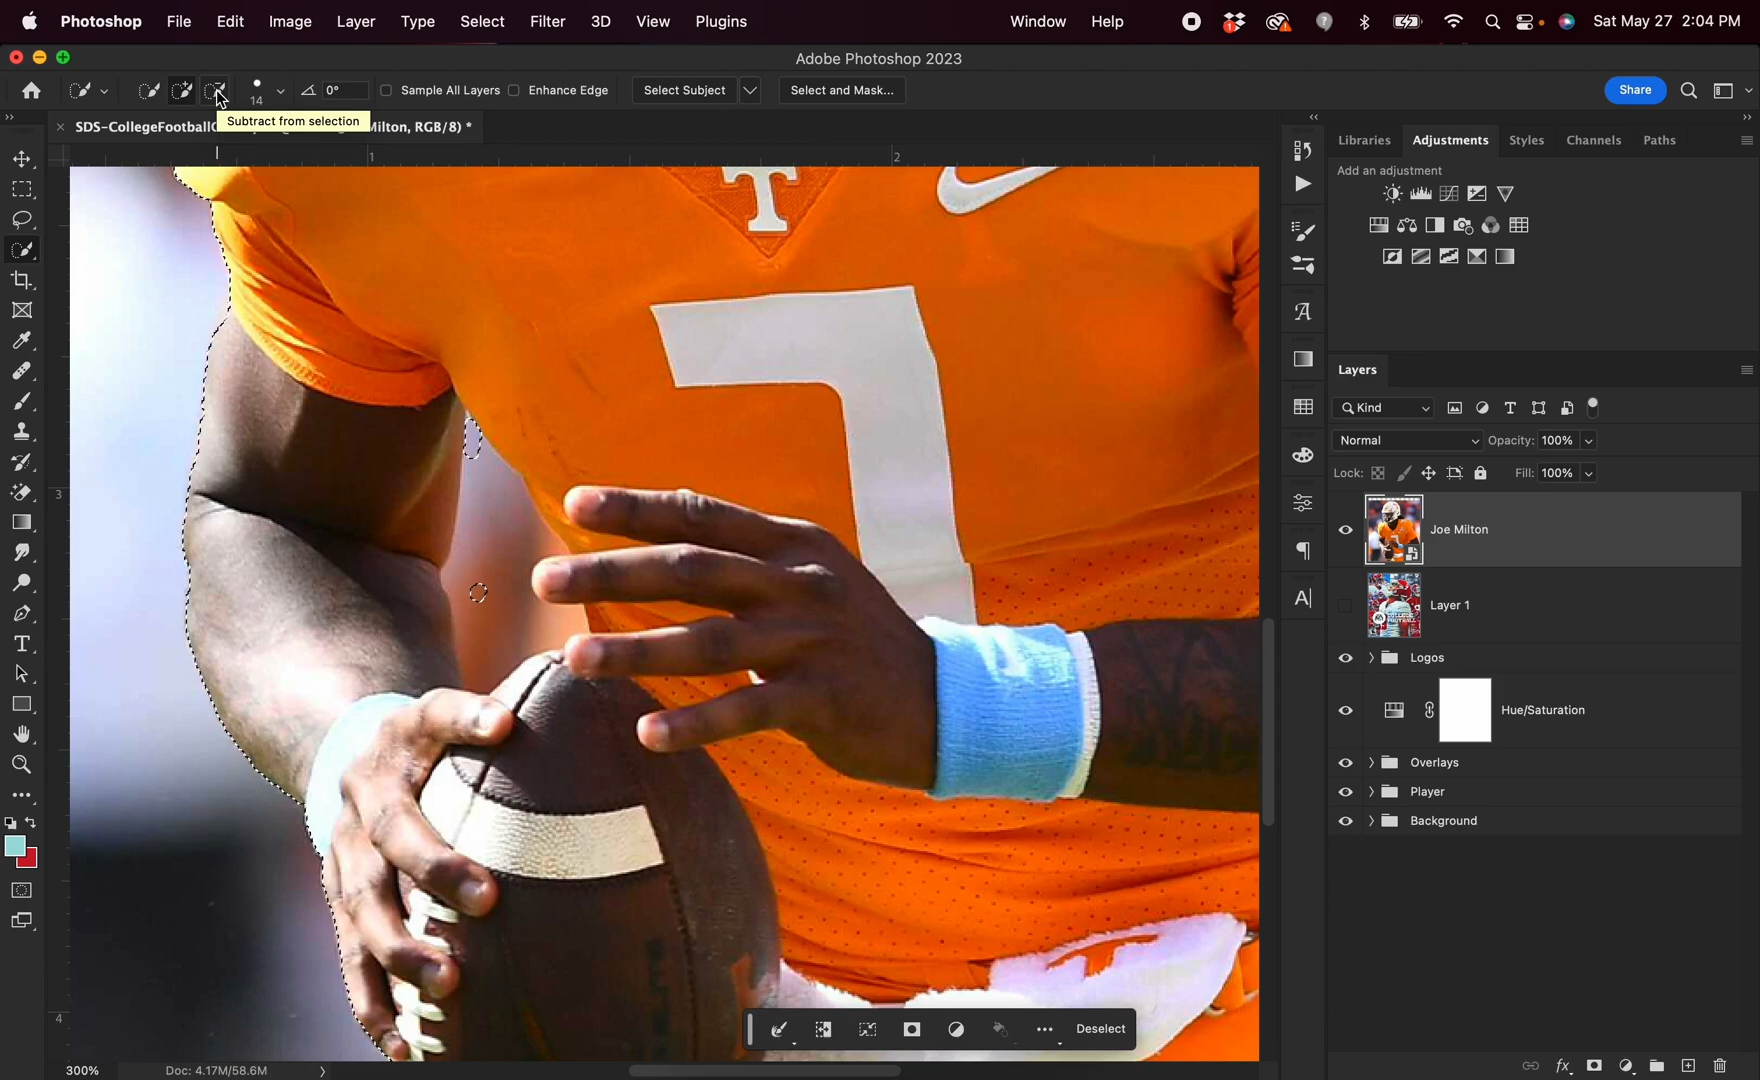 Photoshop File Edit Image Layer Type Select Filter 3D View Plugins Window Help Sat May 27 2:04 PM
Adobe Photoshop 2023
14 0° Sample All Layers Enhance Edge Select Subject Select and Mask... Share
Subtract from selection
SDS-CollegeFootball Milton, RGB/8) *
1 2
3
4
T
7
Libraries Adjustments Styles Channels Paths
Add an adjustment
Layers
Kind
Normal Opacity: 100%
Lock: Fill: 100%
Joe Milton
Layer 1
Logos
Hue/Saturation
Overlays
Player
Background
Deselect
300% Doc: 4.17M/58.6M